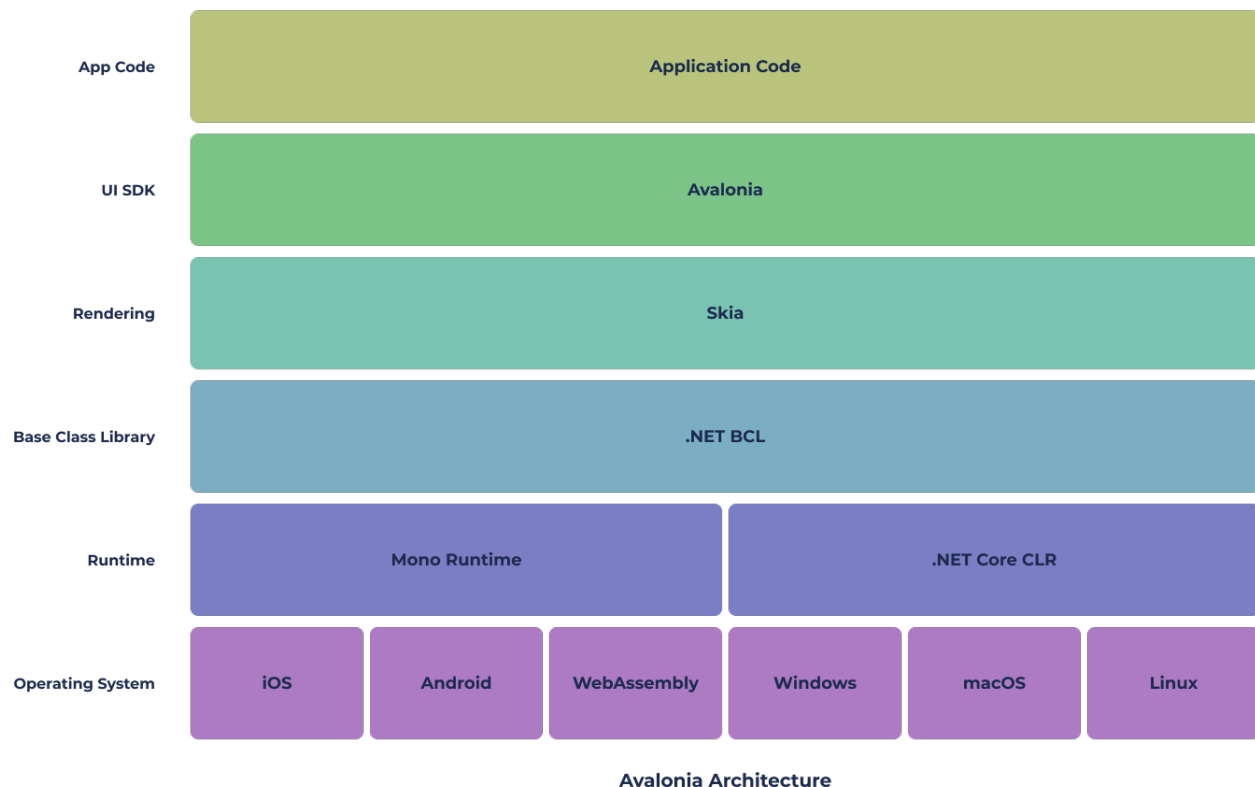 App Code
Application Code
UI SDK
Avalonia
Rendering
Skia
Base Class Library
.NET BCL
Runtime
Mono Runtime
.NET Core CLR
Operating System
iOS
Android
WebAssembly
Windows
macOS
Linux
Avalonia Architecture